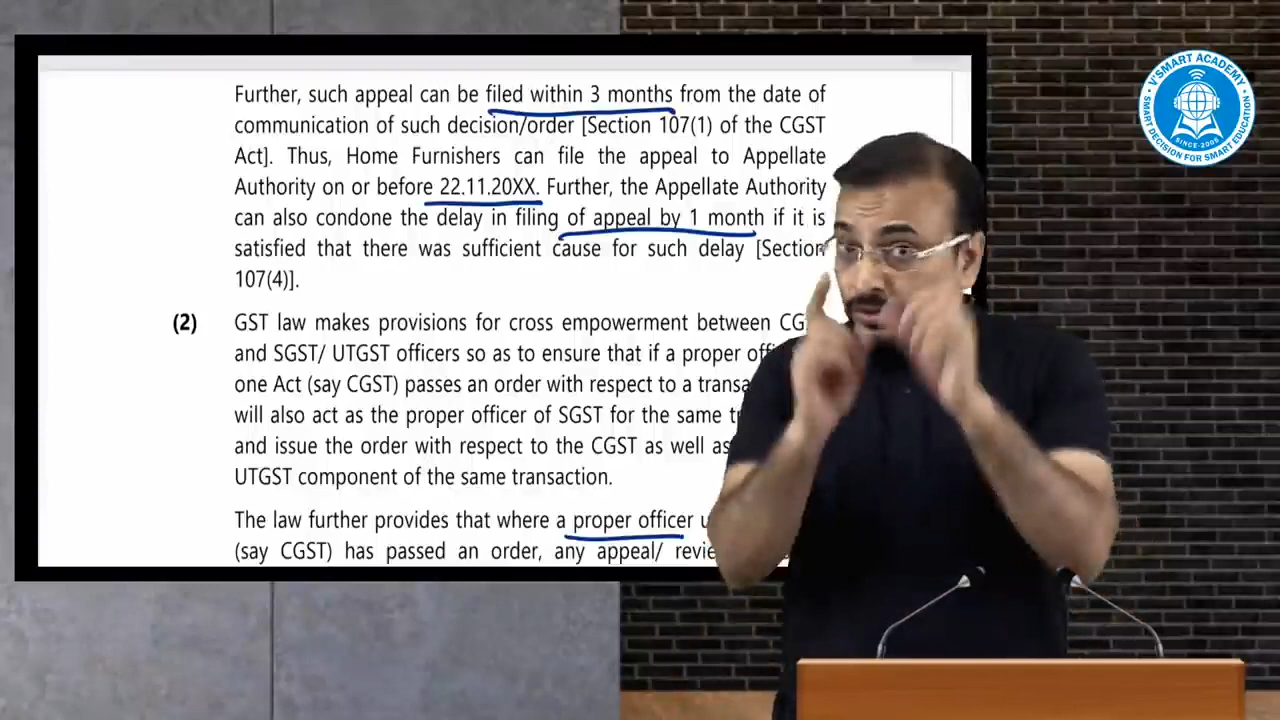 Further, such appeal can be filed within 3 months from the date of
communication of such decision/order [Section 107(1) of the CGST
Act]. Thus, Home Furnishers can file the appeal to Appellate
Authority on or before 22.11.20XX. Further, the Appellate Authority
can also condone the delay in filing of appeal by 1 month if it is
satisfied that there was sufficient cause for such delay [Section
107(4)].
(2) GST law makes provisions for cross empowerment between
and SGST/ UTGST officers so as to ensure that if a proper
one Act (say CGST) passes an order with respect to a
will also act as the proper officer of SGST for the same
and issue the order with respect to the CGST as well as
UTGST component of the same transaction.
The law further provides that where a proper officer
(say CGST) has passed an order, any appeal/
V'SMART ACADEMY
SINCE-2005
SMART DECISION FOR SMART EDUCATION